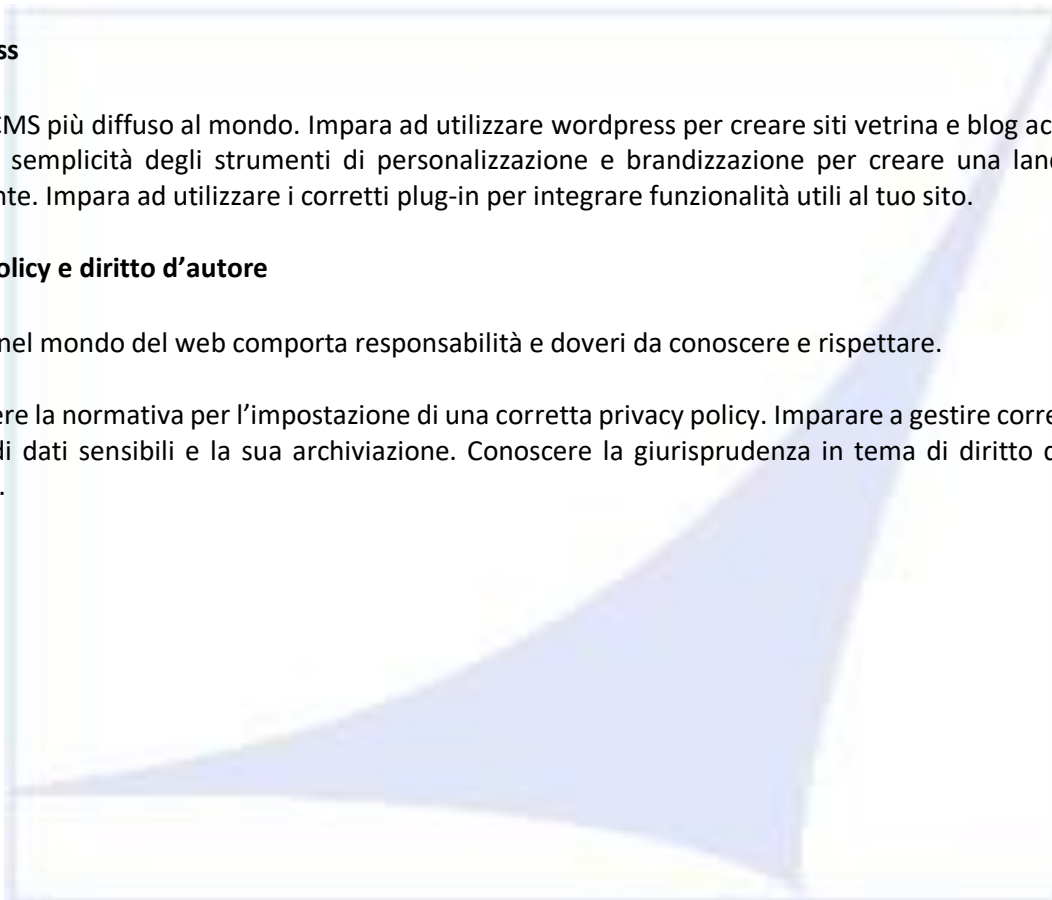 ss
CMS più diffuso al mondo. Impara ad utilizzare wordpress per creare siti vetrina e blog ac
semplicità degli strumenti di personalizzazione e brandizzazione per creare una land
nte. Impara ad utilizzare i corretti plug-in per integrare funzionalità utili al tuo sito.
olicy e diritto d’autore
nel mondo del web comporta responsabilità e doveri da conoscere e rispettare.
ere la normativa per l’impostazione di una corretta privacy policy. Imparare a gestire corre
di dati sensibili e la sua archiviazione. Conoscere la giurisprudenza in tema di diritto d
.